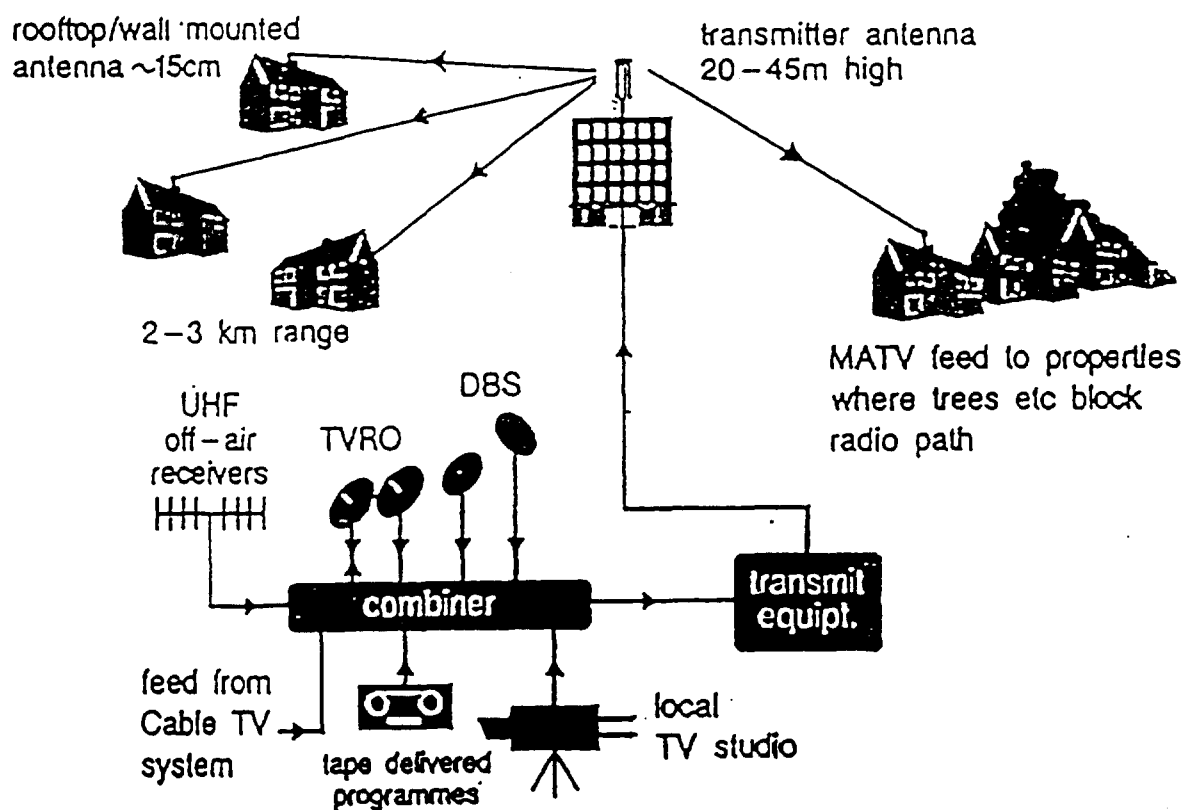 rooftop/wall mounted
antenna ~15cm
transmitter antenna
20-45m high
2-3 km range
MATV feed to properties
where trees etc block
radio path
UHF
off-air
receivers
TVRO
DBS
combiner
transmit
equipt.
feed from
Cable TV
system
tape delivered
programmes
local
TV studio